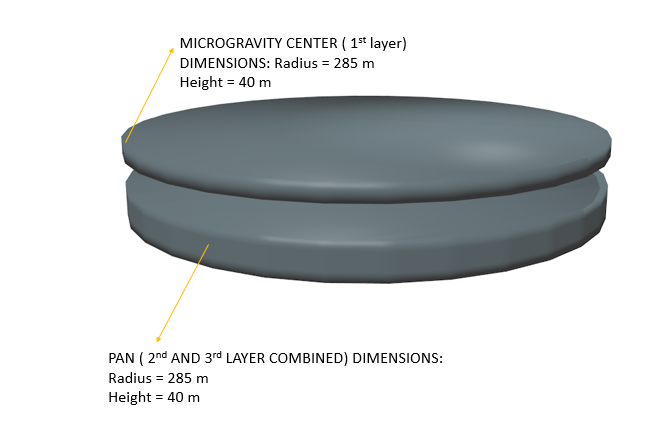 MICROGRAVITY CENTER ( 1st layer)
DIMENSIONS: Radius = 285 m
Height = 40 m
PAN ( 2nd AND 3rd LAYER COMBINED) DIMENSIONS:
Radius = 285 m
Height = 40 m